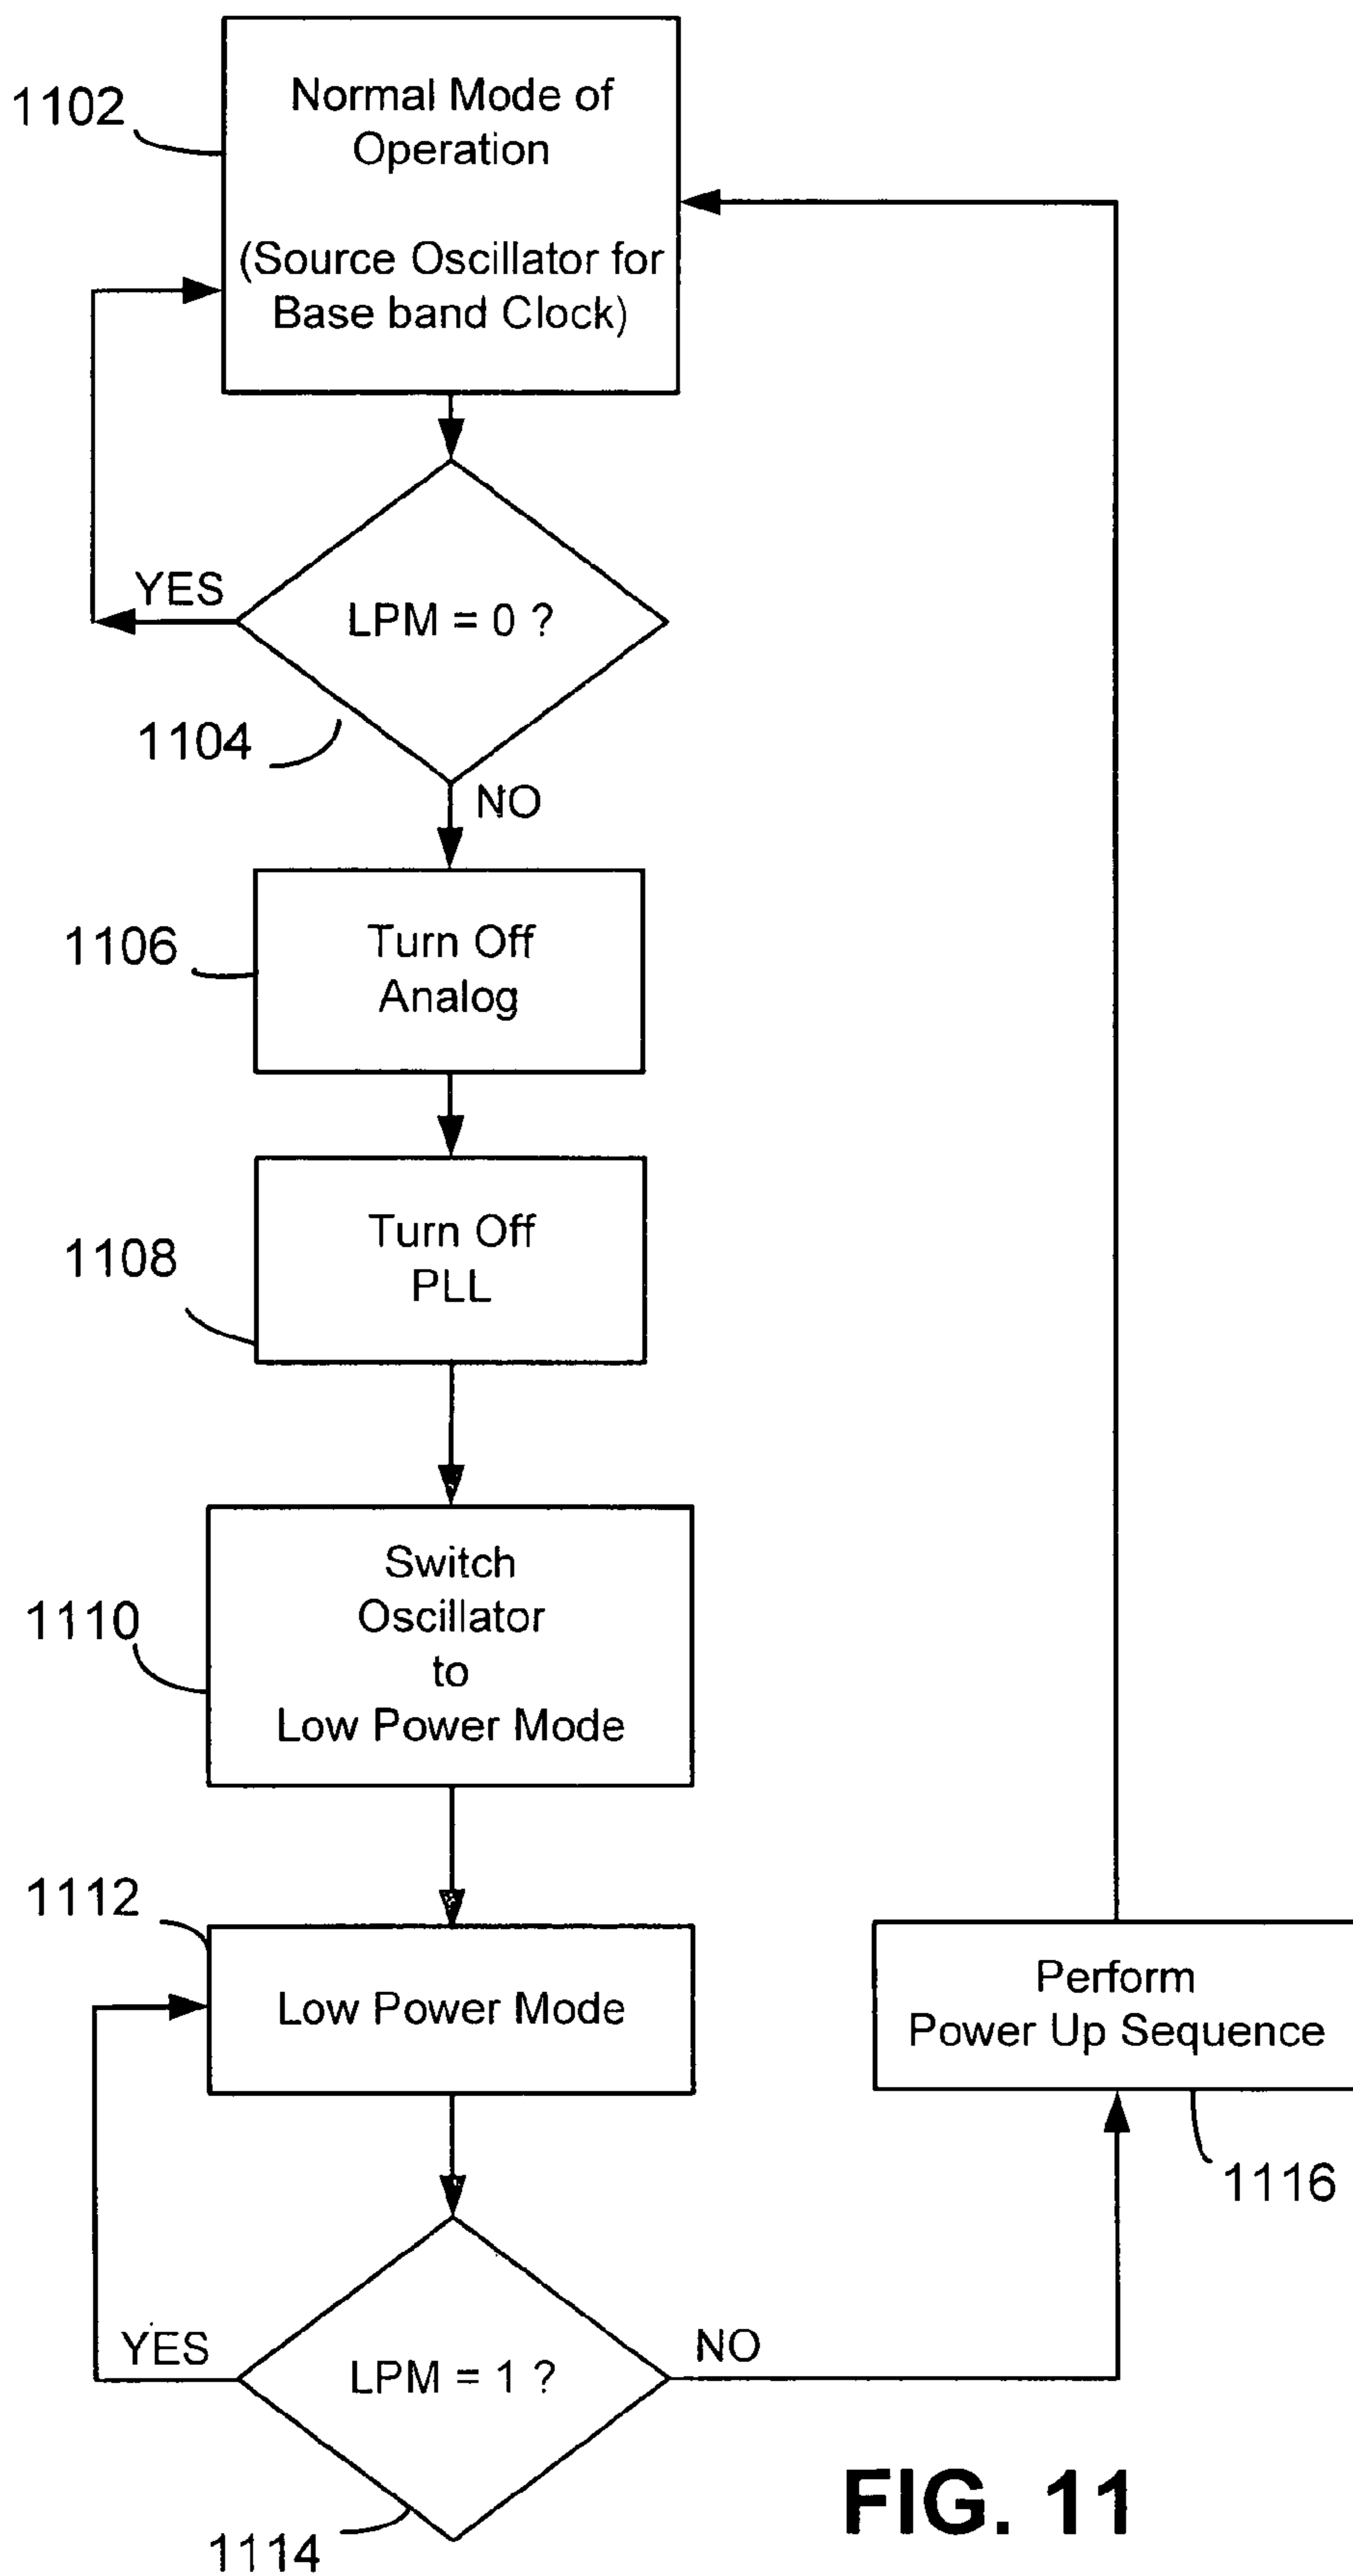 1102
Normal Mode of
Operation
(Source Oscillator for
Base band Clock)
YES
LPM = 0 ?
1104
NO
1106
Turn Off
Analog
1108
Turn Off
PLL
1110
Switch
Oscillator
to
Low Power Mode
1112
Low Power Mode
Perform
Power Up Sequence
1116
YES
LPM = 1 ?
NO
1114
FIG. 11